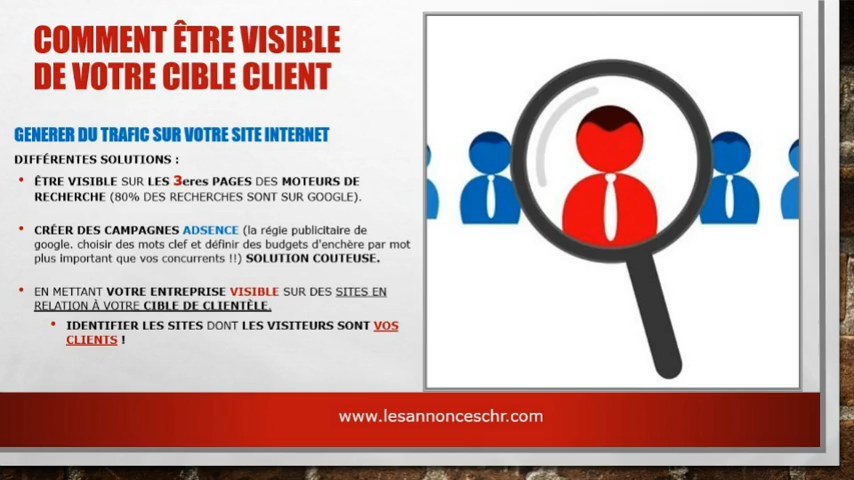 COMMENT ÊTRE VISIBLE
DE VOTRE CIBLE CLIENT
GENERER DU TRAFIC SUR VOTRE SITE INTERNET
DIFFÉRENTES SOLUTIONS :
• ÊTRE VISIBLE SUR LES 3eres PAGES DES MOTEURS DE
RECHERCHE (80% DES RECHERCHES SONT SUR GOOGLE).
• CRÉER DES CAMPAGNES ADSENCE (la régie publicitaire de
google. choisir des mots clef et définir des budgets d'enchère par mot
plus important que vos concurrents !!) SOLUTION COUTEUSE.
• EN METTANT VOTRE ENTREPRISE VISIBLE SUR DES SITES EN
RELATION À VOTRE CIBLE DE CLIENTÈLE.
• IDENTIFIER LES SITES DONT LES VISITEURS SONT VOS
CLIENTS !
www.lesannonceschr.com